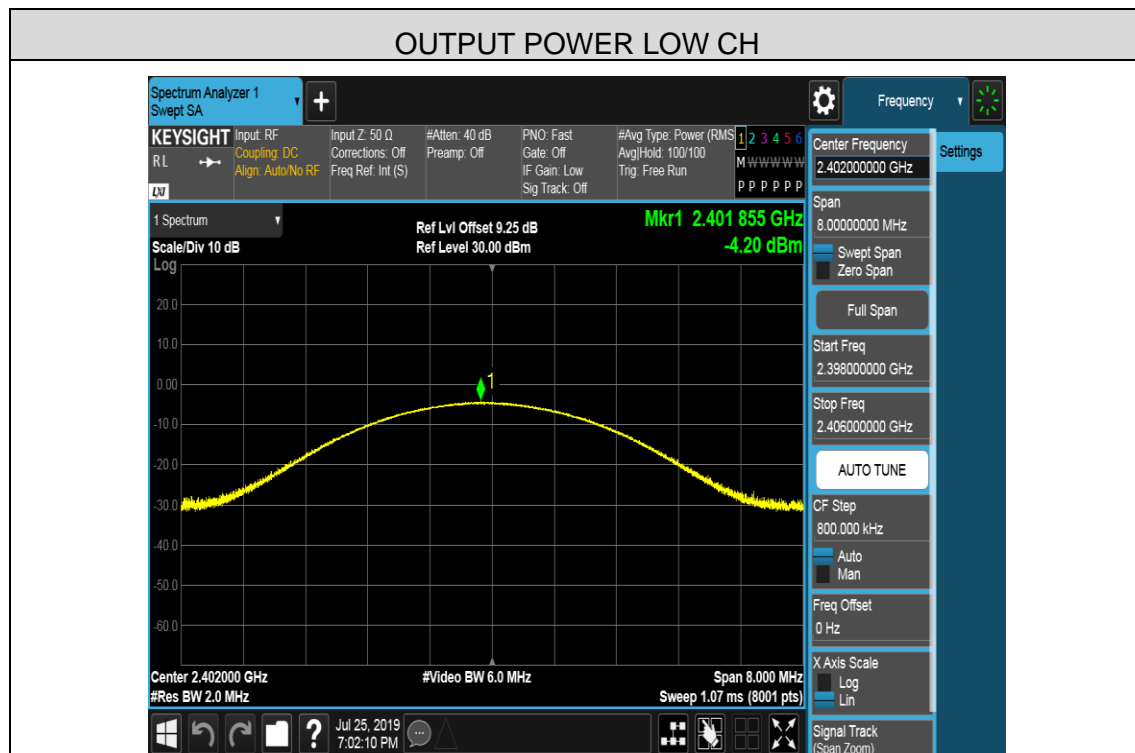 OUTPUT POWER LOW CH
Spectrum Analyzer 1
Swept SA
+
Frequency
KEYSIGHT
RL
LXI
Input: RF
Coupling: DC
Align: Auto/No RF
Input Z: 50 Ω
Corrections: Off
Freq Ref: Int (S)
#Atten: 40 dB
Preamp: Off
PNO: Fast
Gate: Off
IF Gain: Low
Sig Track: Off
#Avg Type: Power (RMS
Avg|Hold: 100/100
Trig: Free Run
1 2 3 4 5 6
M W W W W W
P P P P P P
1 Spectrum
Scale/Div 10 dB
Log
Ref Lvl Offset 9.25 dB
Ref Level 30.00 dBm
Mkr1 2.401 855 GHz
-4.20 dBm
20.0
10.0
0.00
-10.0
-20.0
-30.0
-40.0
-50.0
-60.0
1
Center 2.402000 GHz
#Res BW 2.0 MHz
#Video BW 6.0 MHz
Span 8.000 MHz
Sweep 1.07 ms (8001 pts)
?
Jul 25, 2019
7:02:10 PM
Center Frequency
2.402000000 GHz
Settings
Span
8.00000000 MHz
Swept Span
Zero Span
Full Span
Start Freq
2.398000000 GHz
Stop Freq
2.406000000 GHz
AUTO TUNE
CF Step
800.000 kHz
Auto
Man
Freq Offset
0 Hz
X Axis Scale
Log
Lin
Signal Track
(Span Zoom)